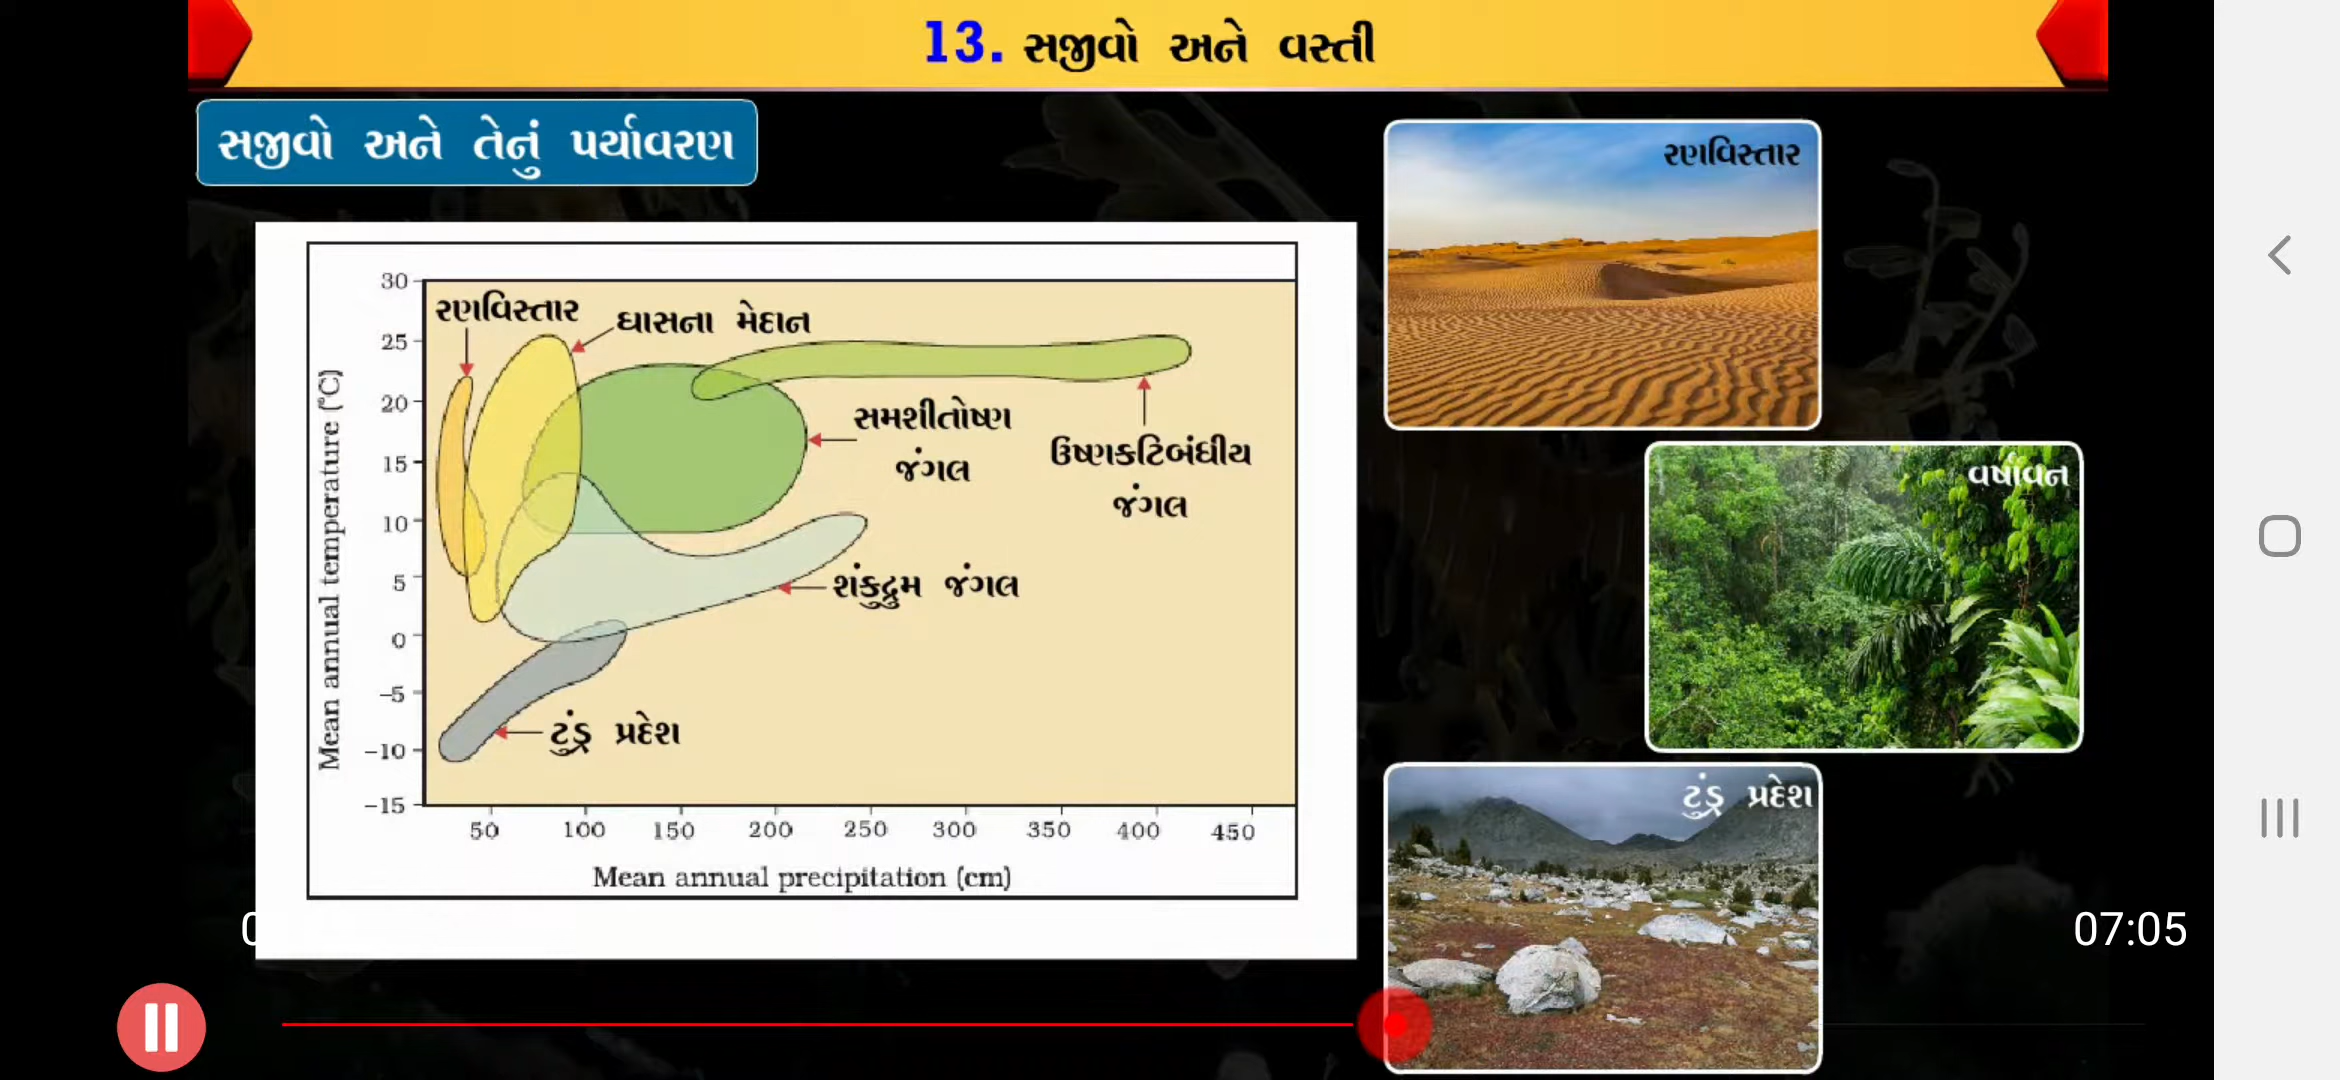 13. સજીવો અને વસ્તી
સજીવો અને તેનું પર્યાવરણ
રણવિસ્તાર
વર્ષાવન
ટુંડ્ર પ્રદેશ
Mean annual temperature (°C)
30
25
20
15
10
5
0
-5
-10
-15
રણવિસ્તાર
ઘાસના મેદાન
સમશીતોષ્ણ
જંગલ
ઉષ્ણકટિબંધીય
જંગલ
શંકુદ્રુમ જંગલ
ટુંડ્ર પ્રદેશ
50 100 150 200 250 300 350 400 450
Mean annual precipitation (cm)
07:05